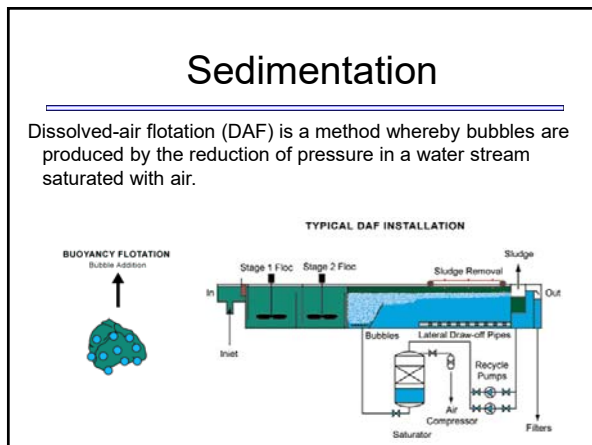 Sedimentation
Dissolved-air flotation (DAF) is a method whereby bubbles are
produced by the reduction of pressure in a water stream
saturated with air.
TYPICAL DAF INSTALLATION
BUOYANCY FLOTATION
Bubble Addition
Stage 1 Floc
Stage 2 Floc
Sludge Removal
Sludge
In
Out
Inlet
Bubbles
Lateral Draw-off Pipes
Recycle
Pumps
Air
Compressor
Saturator
Filters